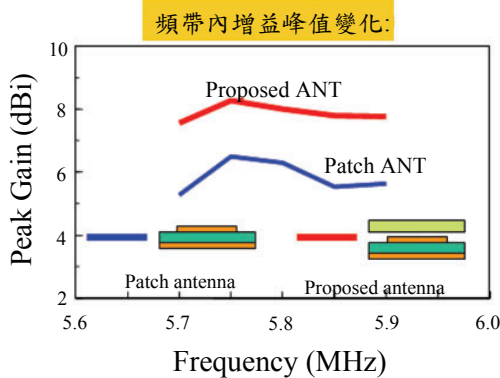 頻帶內增益峰值變化:
10
8
6
4
2
Peak Gain (dBi)
Proposed ANT
Patch ANT
Patch antenna
Proposed antenna
5.6
5.7
5.8
5.9
6.0
Frequency (MHz)